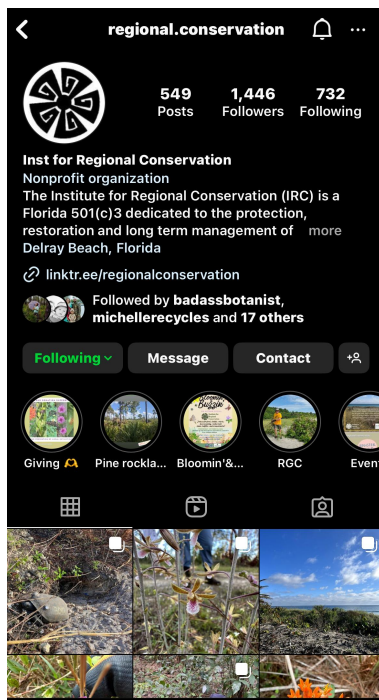 regional.conservation
549
1,446
732
Posts
Followers
Following
Inst for Regional Conservation
Nonprofit organization
The Institute for Regional Conservation (IRC) is a
Florida 501(c)3 dedicated to the protection,
restoration and long term management of more
Delray Beach, Florida
linktr.ee/regionalconservation
Followed by badassbotanist,
michellerecycles and 17 others
Following
Message
Contact
Giving 🫶
Pine rockla...
Bloomin'&...
RGC
Event